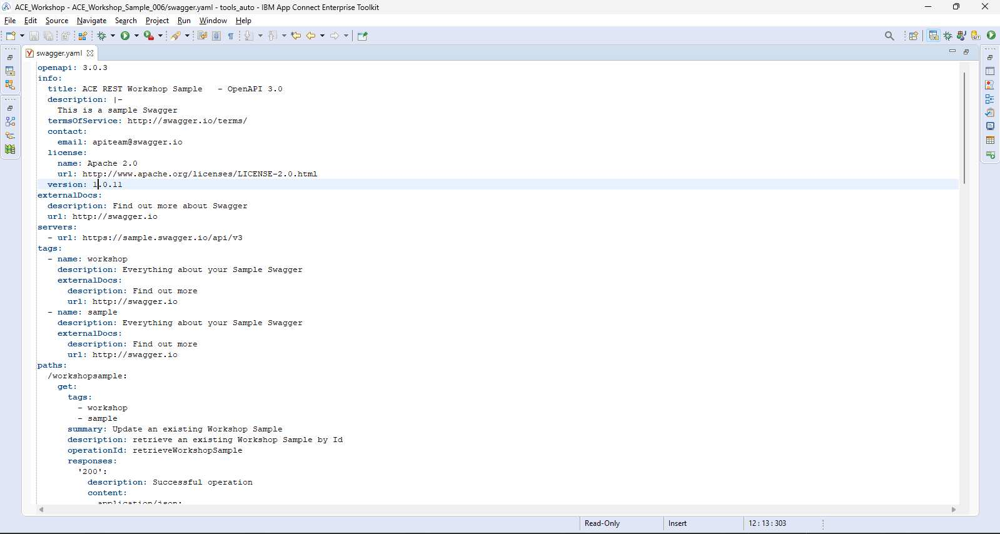 ACE_Workshop - ACE_Workshop_Sample_006/swagger.yaml - tools_auto - IBM App Connect Enterprise Toolkit
File Edit Source Navigate Search Project Run Window Help
swagger.yaml
openapi: 3.0.3
info:
  title: ACE REST Workshop Sample   - OpenAPI 3.0
  description: |-
    This is a sample Swagger
  termsOfService: http://swagger.io/terms/
  contact:
    email: apiteam@swagger.io
  license:
    name: Apache 2.0
    url: http://www.apache.org/licenses/LICENSE-2.0.html
  version: 1.0.11
externalDocs:
  description: Find out more about Swagger
  url: http://swagger.io
servers:
  - url: https://sample.swagger.io/api/v3
tags:
  - name: workshop
    description: Everything about your Sample Swagger
    externalDocs:
      description: Find out more
      url: http://swagger.io
  - name: sample
    description: Everything about your Sample Swagger
    externalDocs:
      description: Find out more
      url: http://swagger.io
paths:
  /workshopsample:
    get:
      tags:
        - workshop
        - sample
      summary: Update an existing Workshop Sample
      description: retrieve an existing Workshop Sample by Id
      operationId: retrieveWorkshopSample
      responses:
        '200':
          description: Successful operation
          content:
            application/json:
Read-Only Insert 12 : 13 : 303